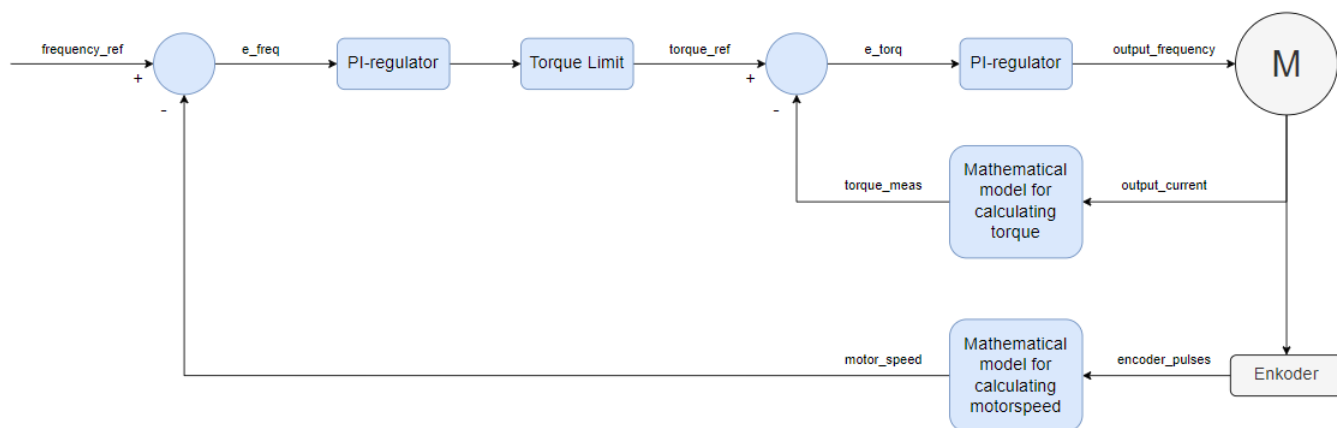 frequency_ref
e_freq
PI-regulator
Torque Limit
torque_ref
e_torq
PI-regulator
output_frequency
M
+
-
+
-
Mathematical
model for
calculating
torque
torque_meas
output_current
Mathematical
model for
calculating
motorspeed
motor_speed
encoder_pulses
Enkoder